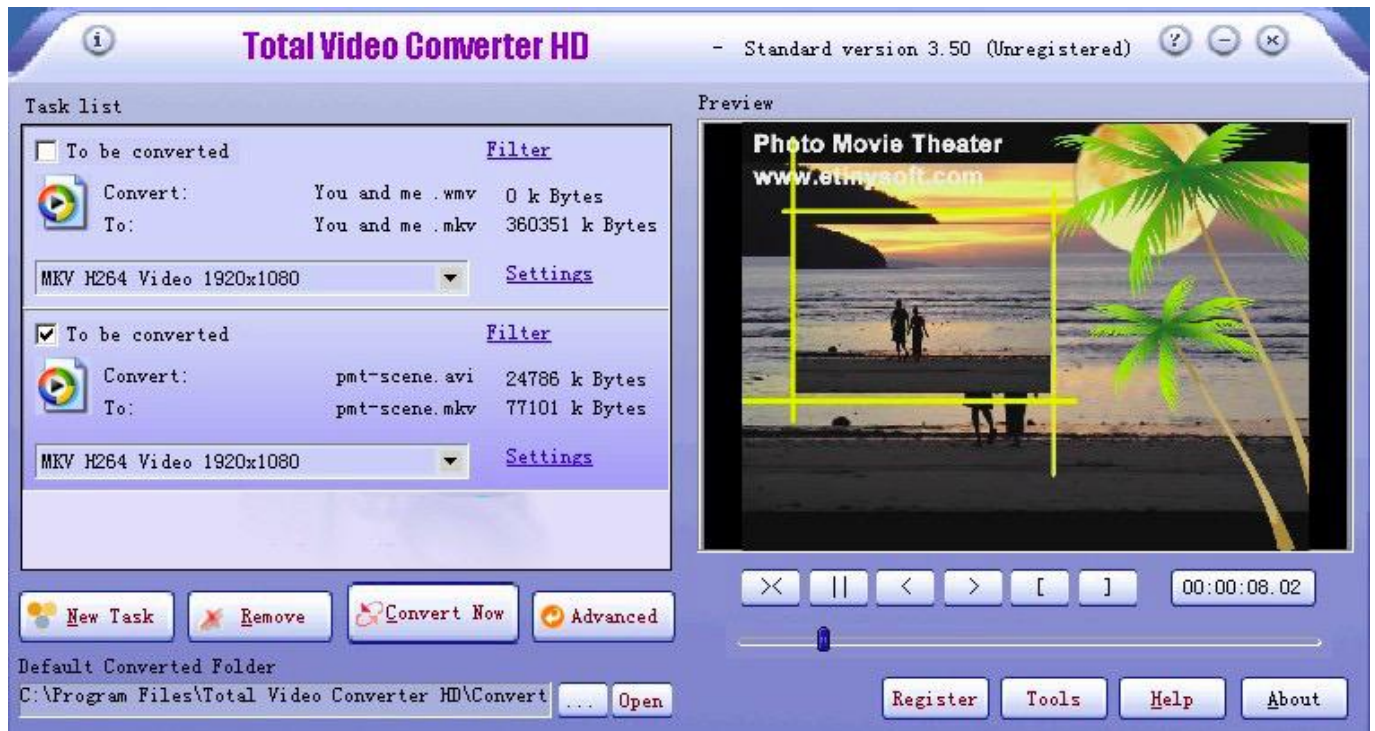 Total Video Converter HD - Standard version 3.50 (Unregistered)
Task list
To be converted Filter
Convert: You and me .wmv 0 k Bytes
To: You and me .mkv 360351 k Bytes
MKV H264 Video 1920x1080 Settings
To be converted Filter
Convert: pmt-scene.avi 24786 k Bytes
To: pmt-scene.mkv 77101 k Bytes
MKV H264 Video 1920x1080 Settings
New Task Remove Convert Now Advanced
Default Converted Folder
C:\Program Files\Total Video Converter HD\Convert ... Open
Preview
Photo Movie Theater
www.etinysoft.com
>< || < > [ ] 00:00:08.02
Register Tools Help About